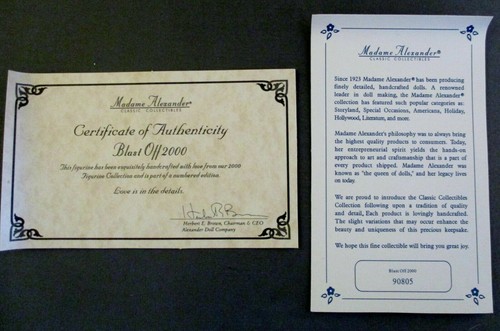 Madame Alexander®
CLASSIC COLLECTIBLES
Certificate of Authenticity
Blast Off 2000
This figurine has been exquisitely handcrafted with love from our 2000
Figurine Collection and is part of a numbered edition.
Love is in the details.
Herbert E. Brown, Chairman & CEO
Alexander Doll Company
Madame Alexander®
CLASSIC COLLECTIBLES
Since 1923 Madame Alexander® has been producing
finely detailed, handcrafted dolls. A renowned
leader in doll making, the Madame Alexander®
collection has featured such popular categories as:
Storyland, Special Occasions, Americana, Holiday,
Hollywood, Limoston, and more.
Madame Alexander's philosophy was to always bring
the highest quality products to consumers. Today,
her entrepreneurial spirit yields the hands-on
approach to art and craftsmanship that is a part of
every product shipped. Madame Alexander was
known as "the queen of dolls," and her legacy lives
on today.
We are proud to introduce the Classic Collectibles
Collection following upon a tradition of quality
and detail, Each product is lovingly handcrafted.
The slight variations that may occur enhance the
beauty and uniqueness of this precious keepsake.
We hope this fine collectible will bring you great joy.
Blast Off 2000
90805